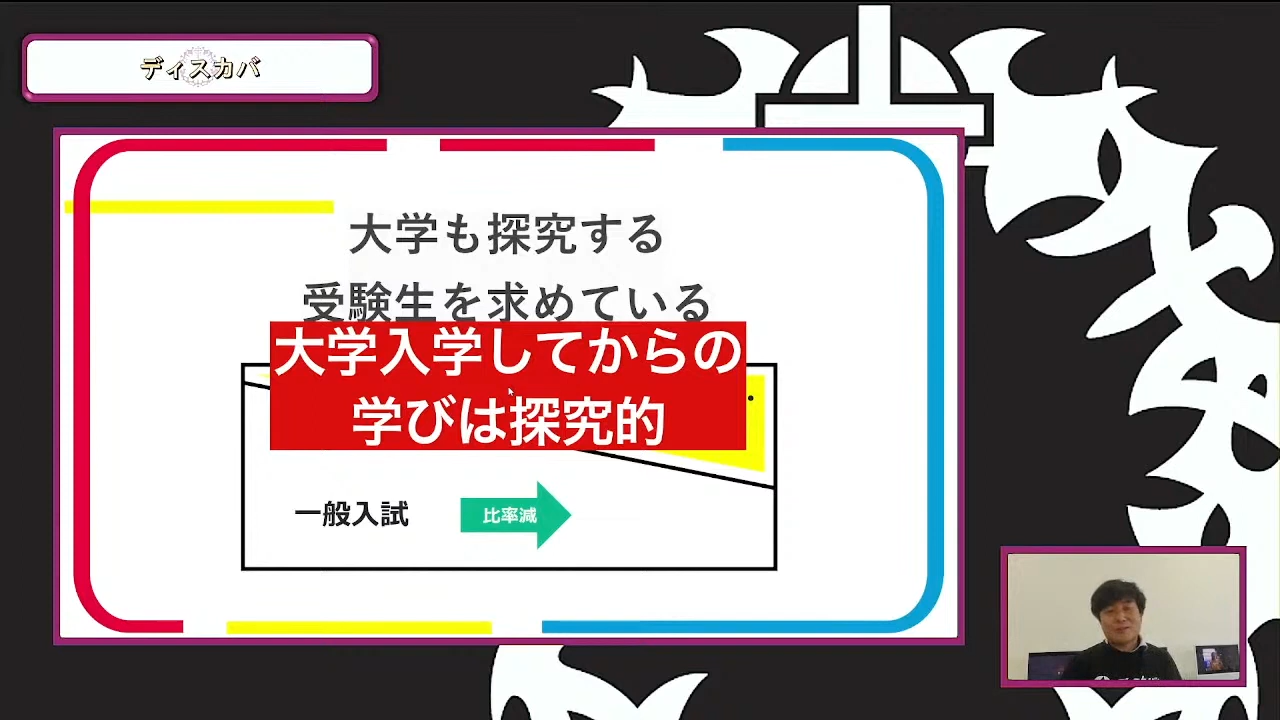 ディスカバ
大学も探究する
受験生を求めている
大学入学してからの
学びは探究的
一般入試
比率減